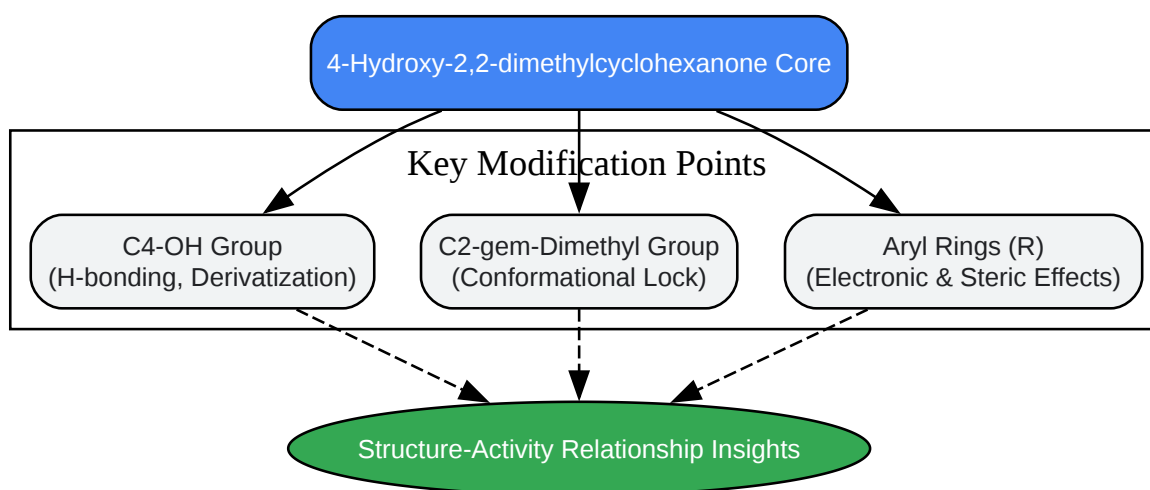 4-Hydroxy-2,2-dimethylcyclohexanone Core
Key Modification Points
C4-OH Group
(H-bonding, Derivatization)
C2-gem-Dimethyl Group
(Conformational Lock)
Aryl Rings (R)
(Electronic & Steric Effects)
Structure-Activity Relationship Insights